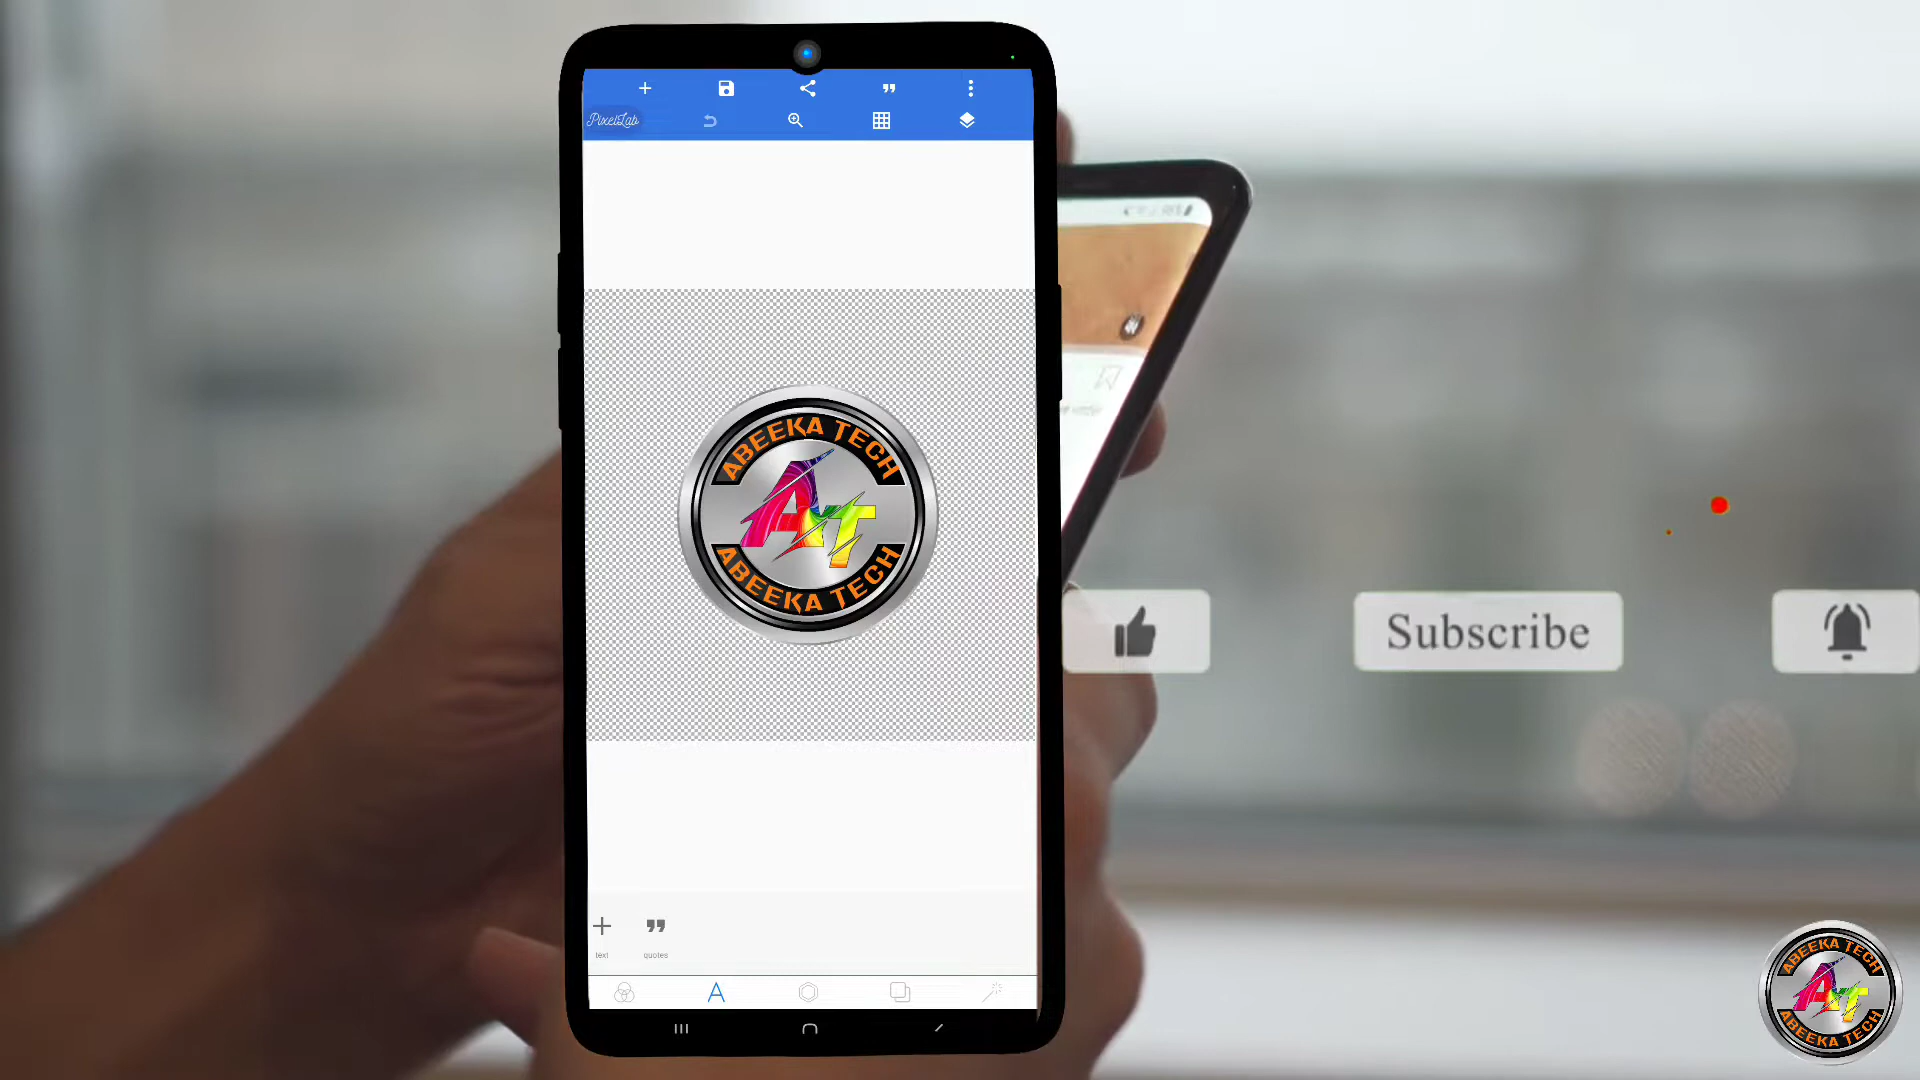 PixelLab
ABEEKA TECH
AT
ABEEKA TECH
text
quotes
Subscribe
ABEEKA TECH
AT
ABEEKA TECH